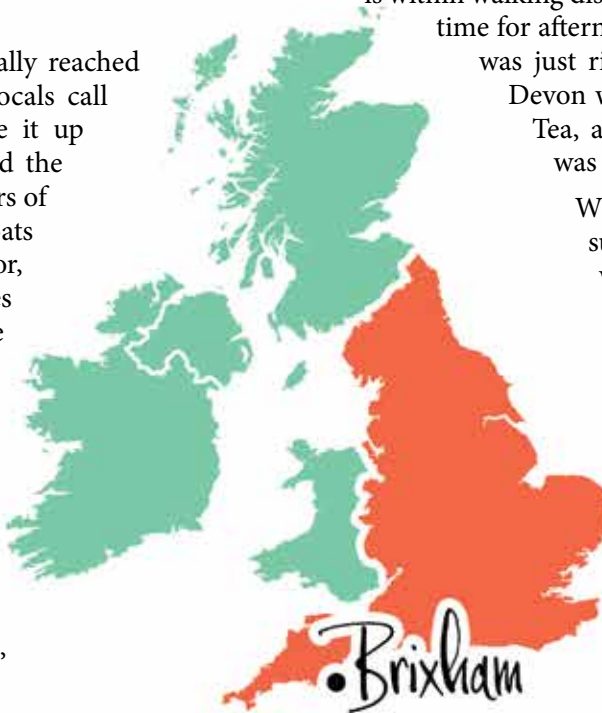 ally reached
ocals call
e it up
d the
rs of
ats
or,
es
e
,
is within walking dis
time for aftern
was just ri
Devon w
Tea, a
was
W
su
Brixham